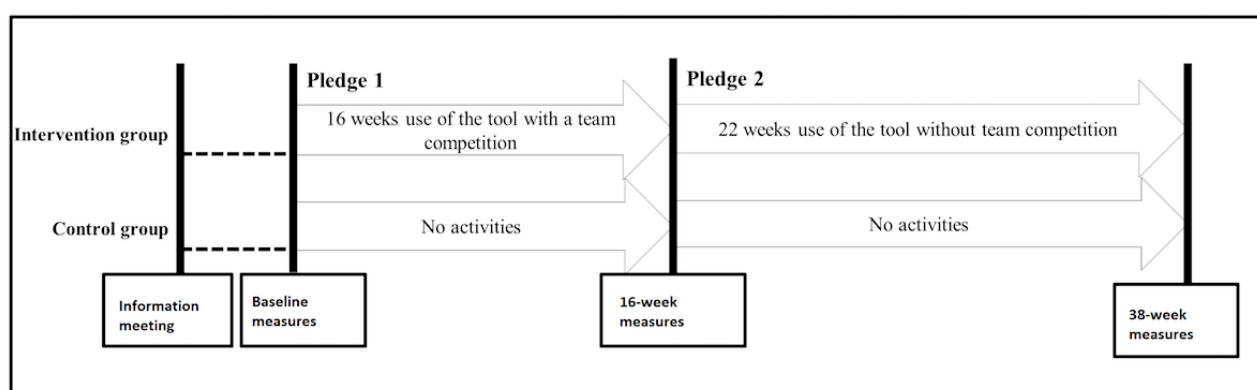 Pledge 1
Pledge 2
Intervention group
16 weeks use of the tool with a team
competition
22 weeks use of the tool without team competition
Control group
No activities
No activities
Information
meeting
Baseline
measures
16-week
measures
38-week
measures